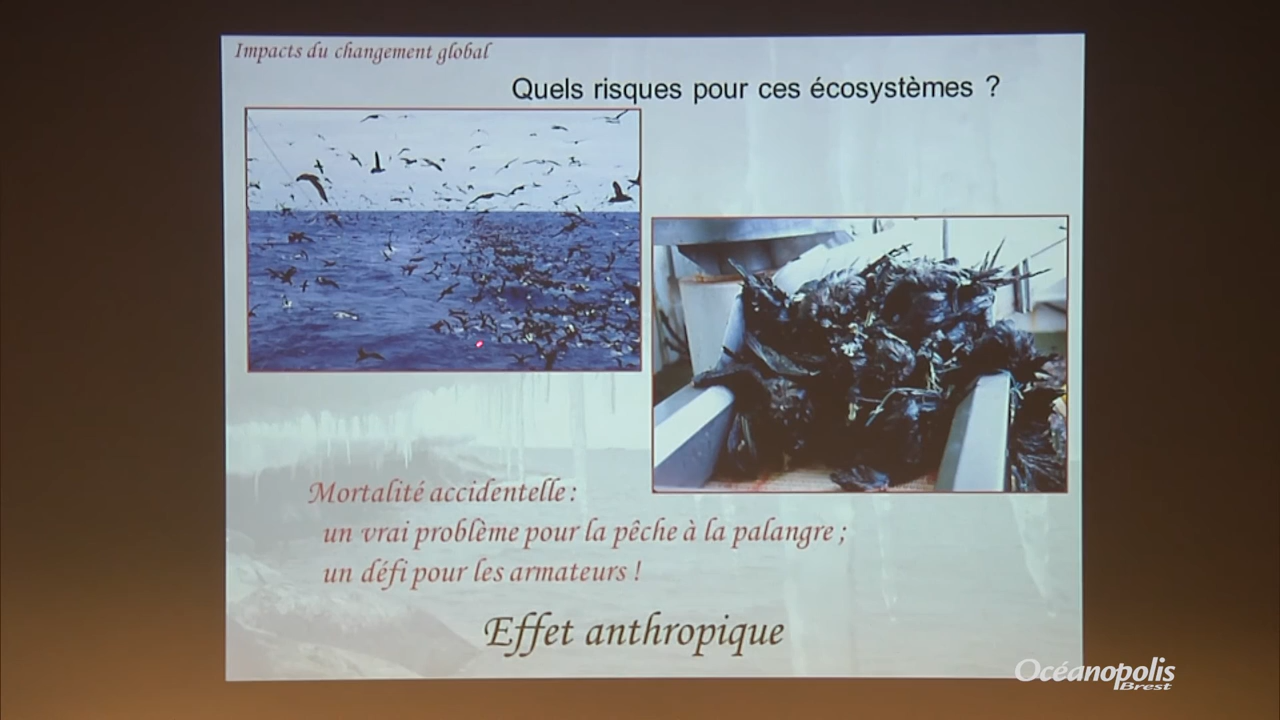 Impacts du changement global
Quels risques pour ces écosystèmes ?
Mortalité accidentelle :
un vrai problème pour la pêche à la palangre ;
un défi pour les armateurs !
Effet anthropique
Océanopolis
Brest